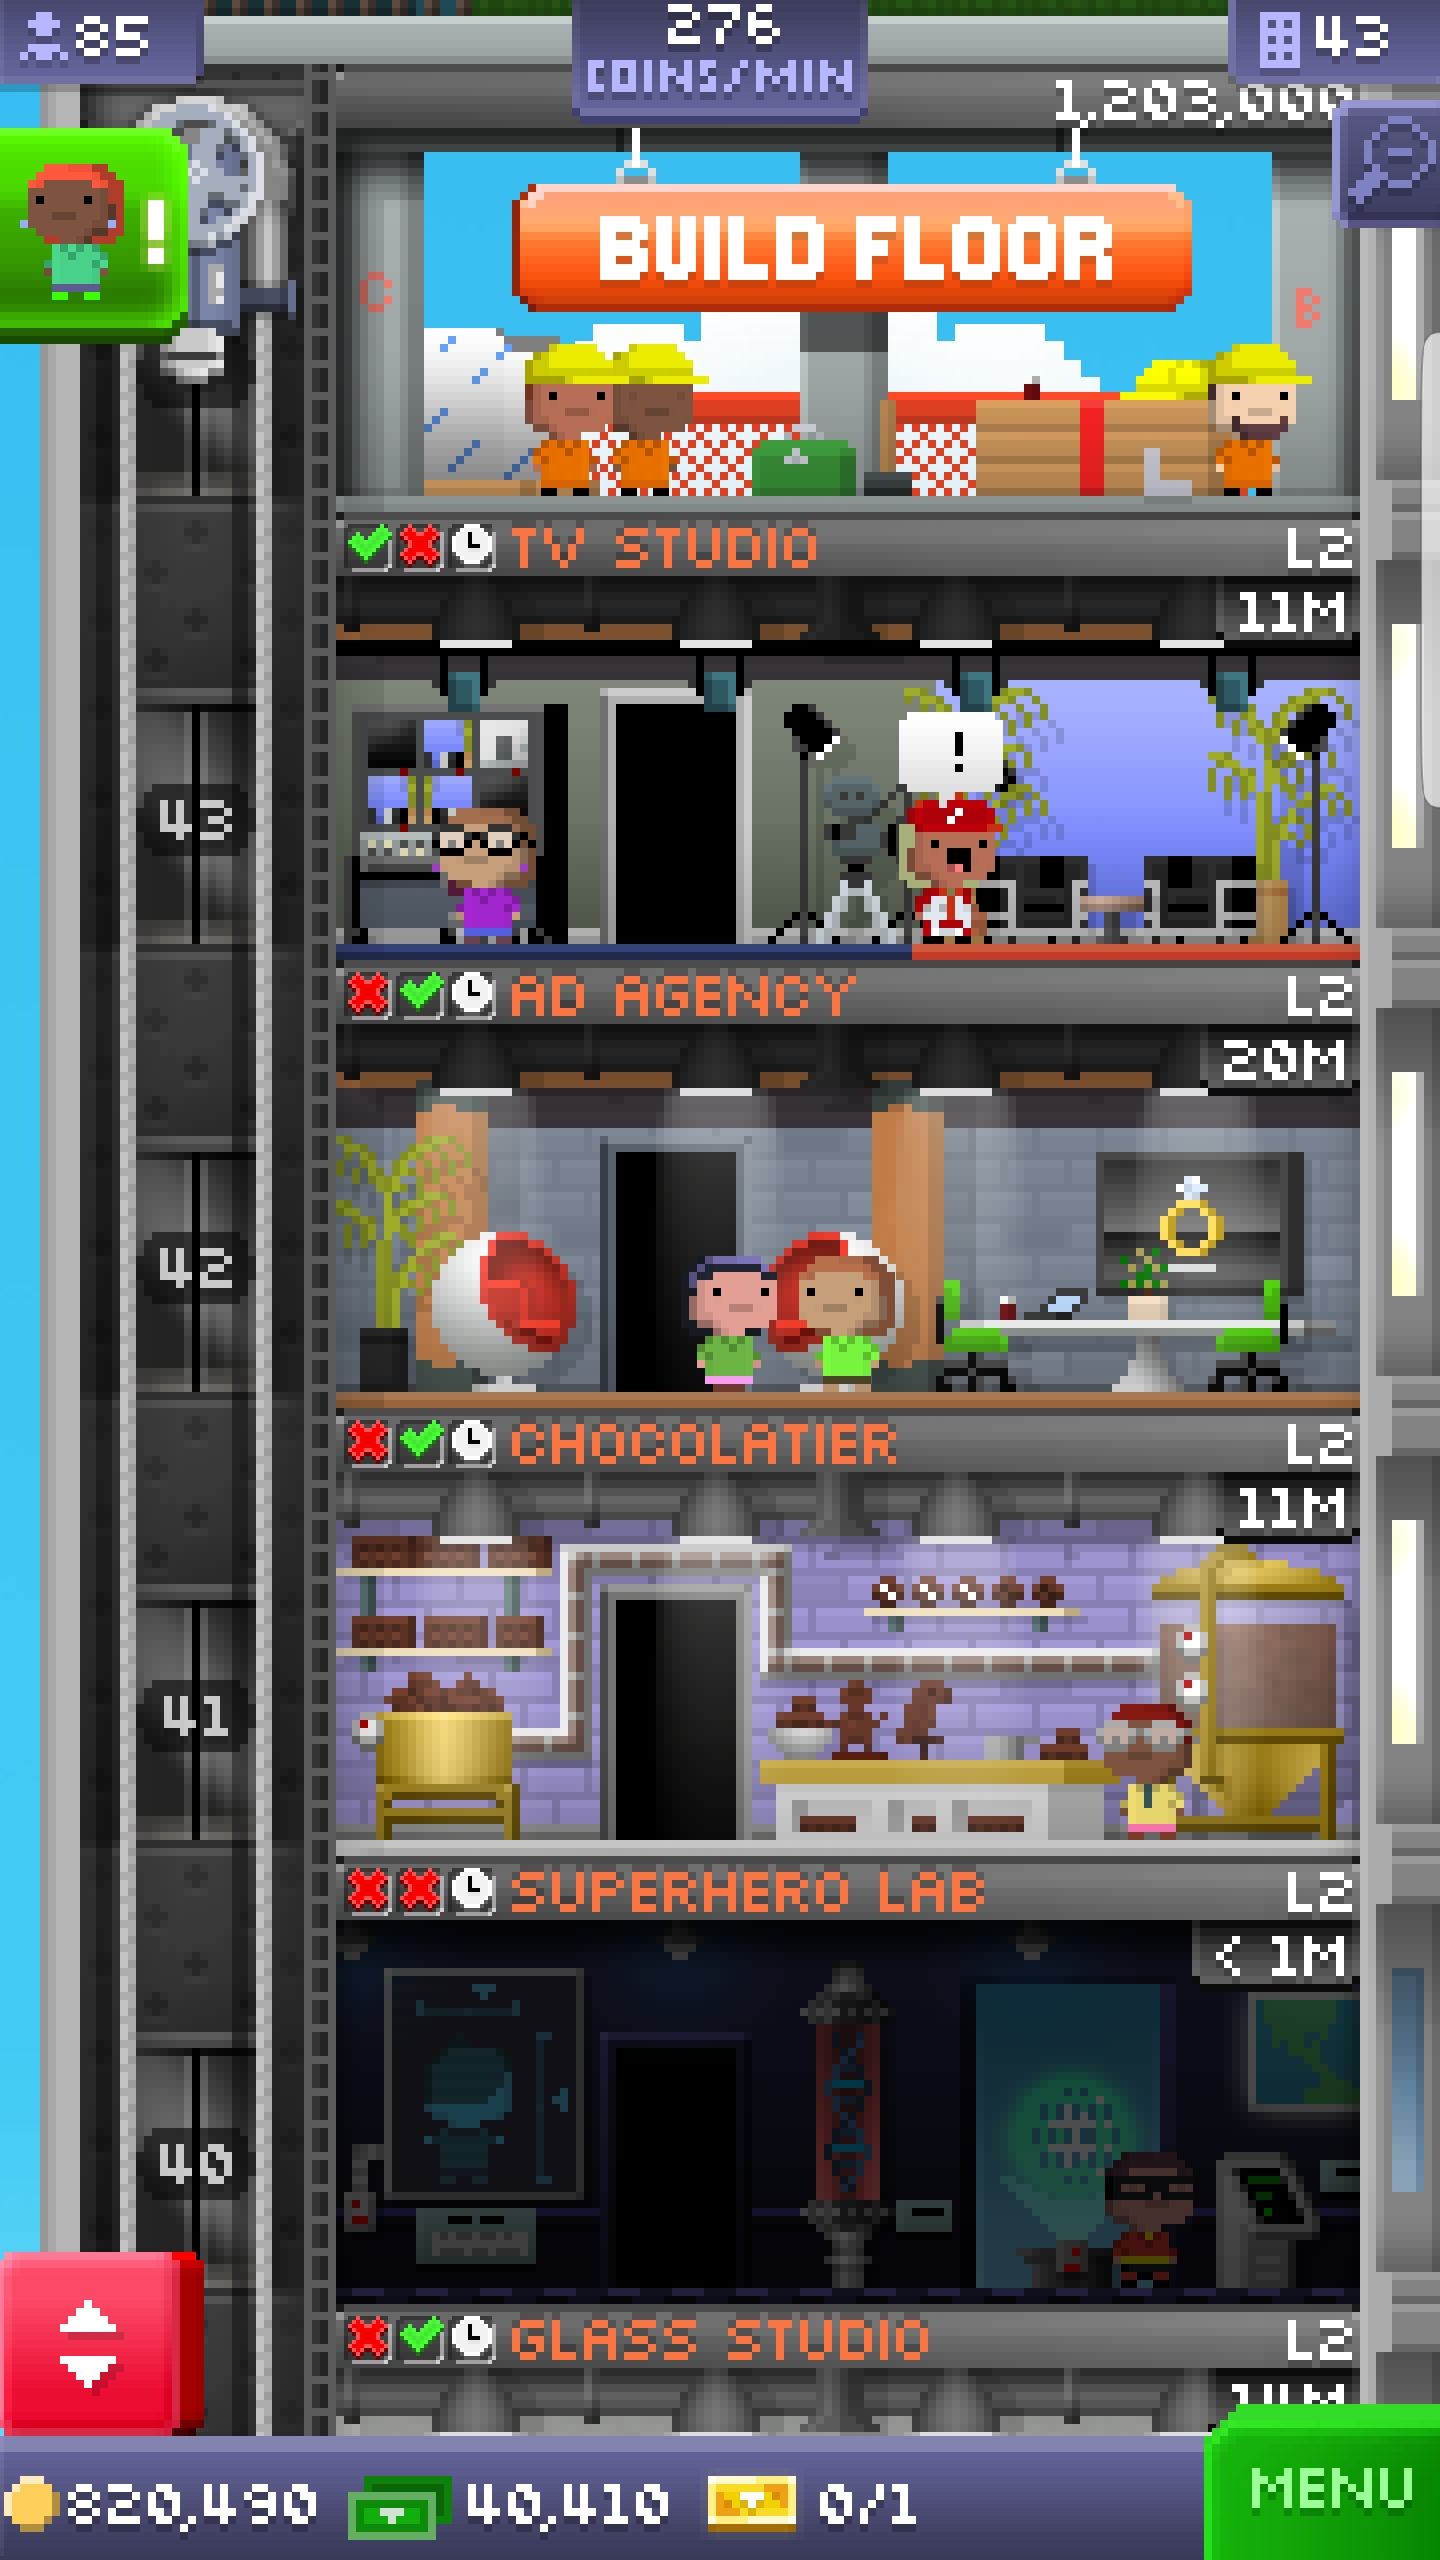 85
276
COINS/MIN
43
1,203,000
BUILD FLOOR
C
B
TV STUDIO
L2
11M
!
!
43
AD AGENCY
L2
20M
42
CHOCOLATIER
L2
11M
41
SUPERHERO LAB
L2
< 1M
40
GLASS STUDIO
L2
820,490
40,410
0/1
MENU